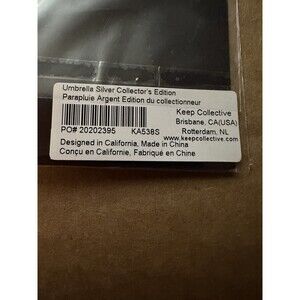 Umbrella Silver Collector's Edition
Parapluie Argent Edition du collectionneur
Keep Collective
Brisbane, CA(USA)
PO# 20202395 KA538S Rotterdam, NL
www.keepcollective.com
Designed in California, Made in China
Conçu en Californie, Fabriqué en Chine